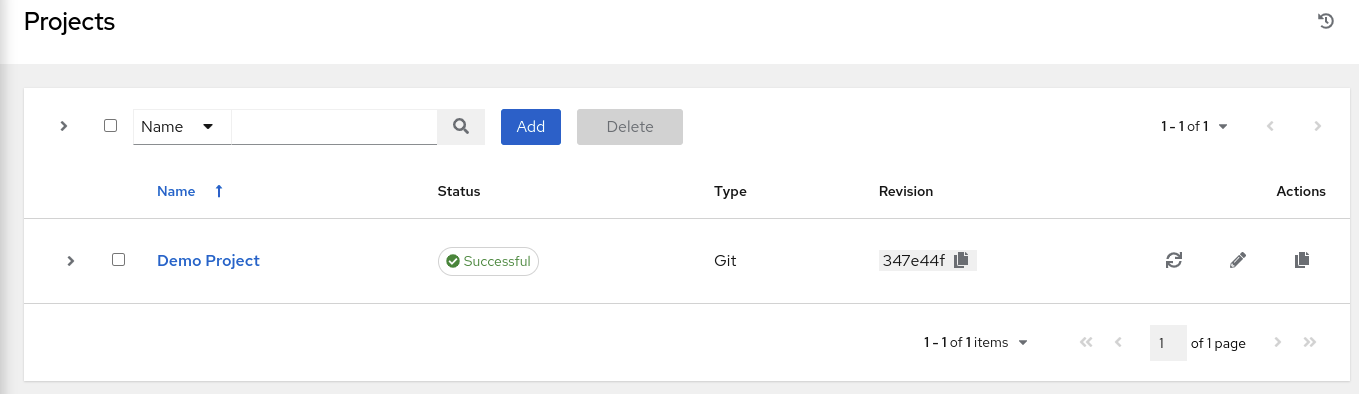 Projects
Name Add Delete 1 - 1 of 1
Name Status Type Revision Actions
Demo Project Successful Git 347e44f
1 - 1 of 1 items 1 of 1 page